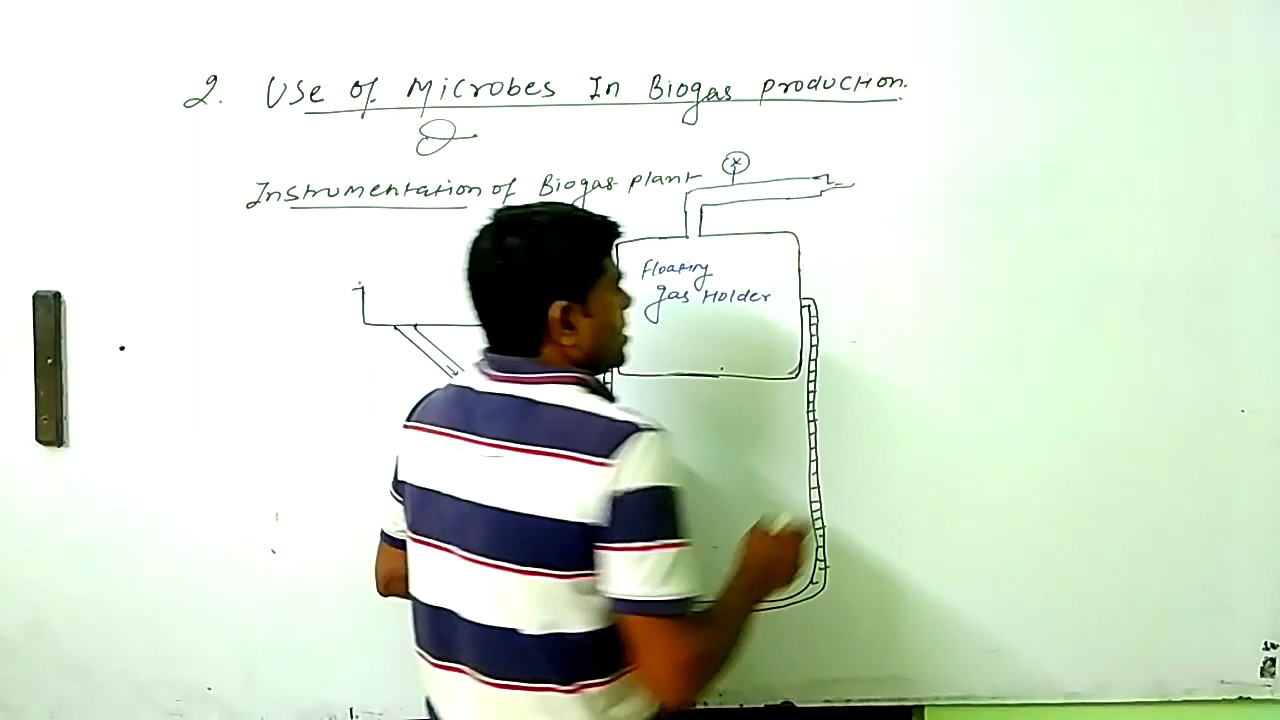 2. Use of Microbes In Biogas production.
Instrumentation of Biogas plant
Floating
gas Holder